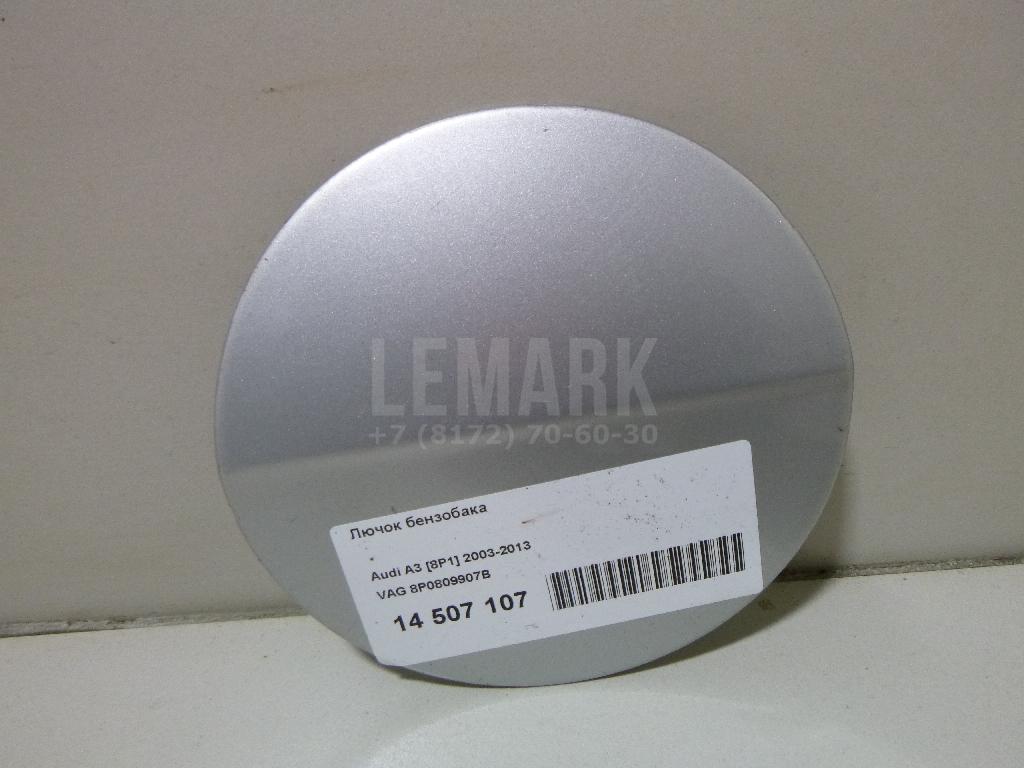 LEMARK
+7 (8172) 70-60-30
Лючок бензобака
Audi A3 [8P1] 2003-2013
VAG 8P0809907B
14 507 107